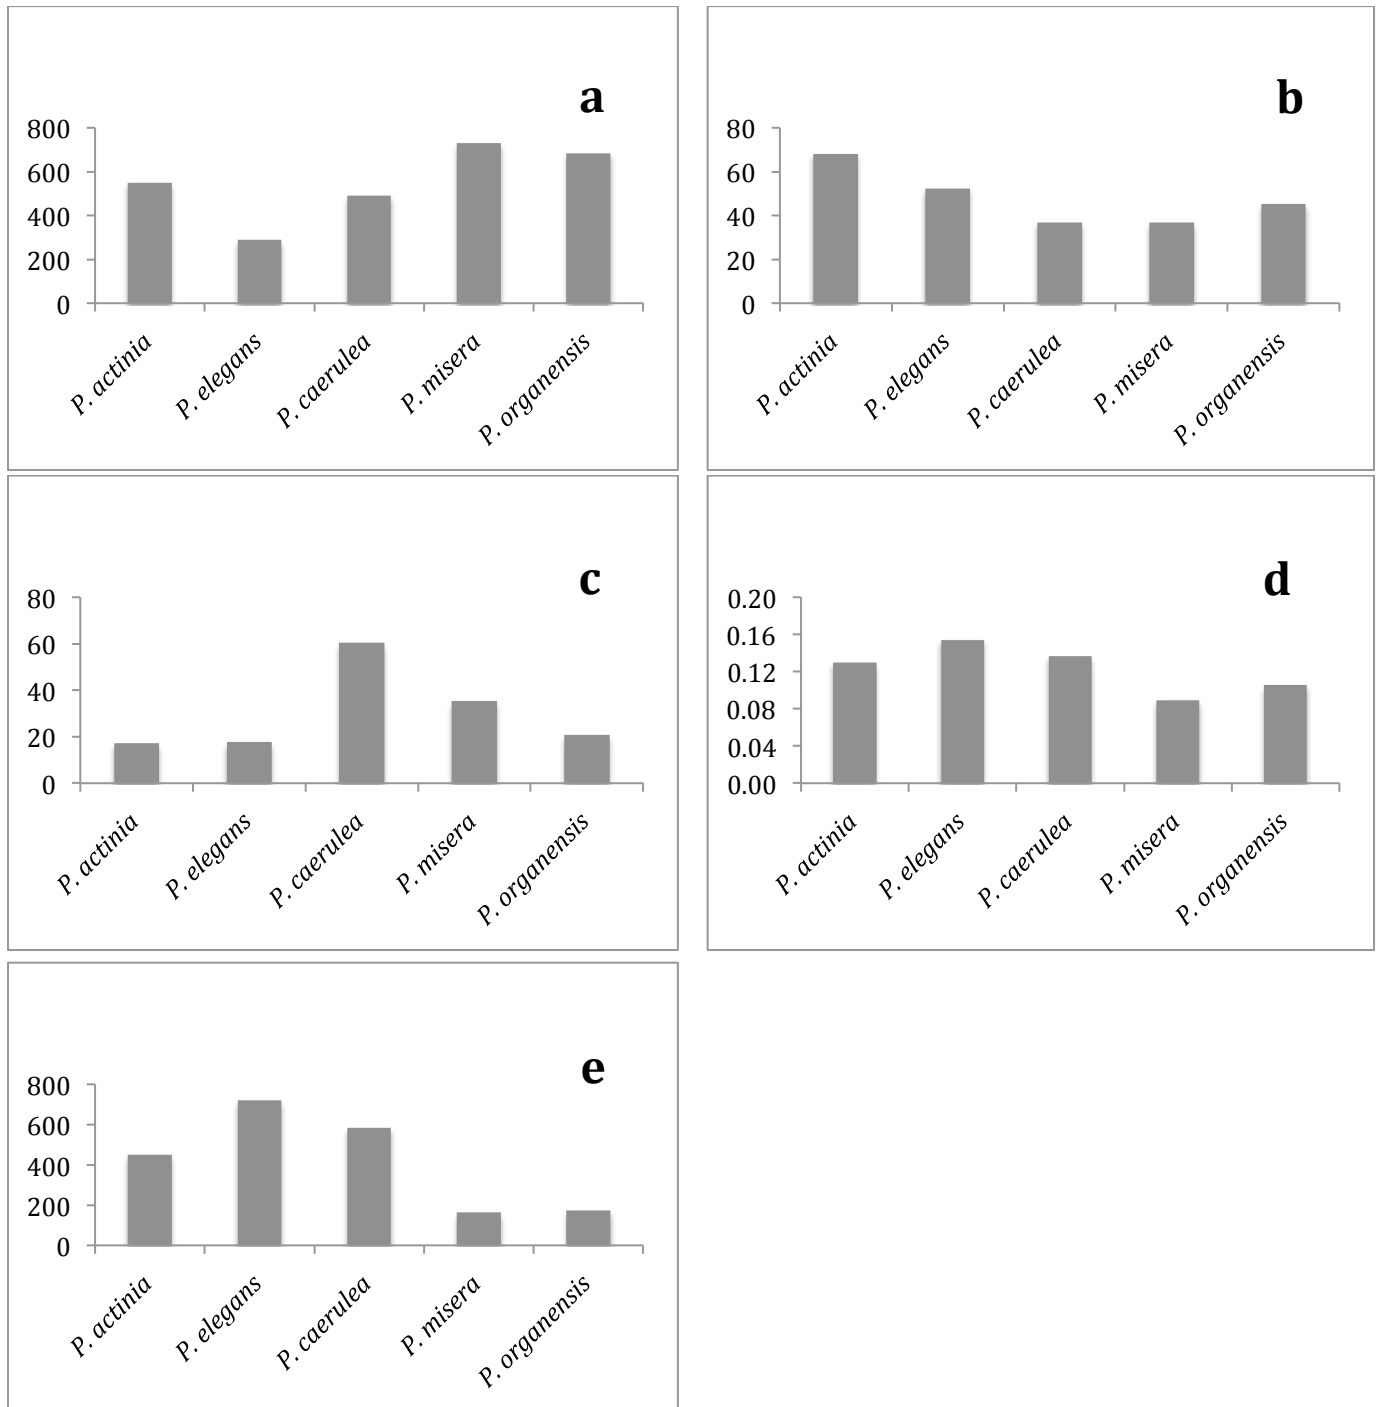 a
800
600
400
200
0
P. actinia
P. elegans
P. caerulea
P. misera
P. organensis
b
80
60
40
20
0
P. actinia
P. elegans
P. caerulea
P. misera
P. organensis
c
80
60
40
20
0
P. actinia
P. elegans
P. caerulea
P. misera
P. organensis
d
0.20
0.16
0.12
0.08
0.04
0.00
P. actinia
P. elegans
P. caerulea
P. misera
P. organensis
e
800
600
400
200
0
P. actinia
P. elegans
P. caerulea
P. misera
P. organensis